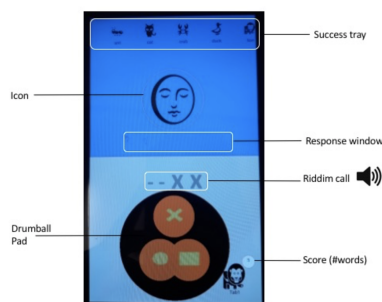 Success tray
Icon
Response window
- - X X
Riddim call
Drumball
Pad
Score (#words)